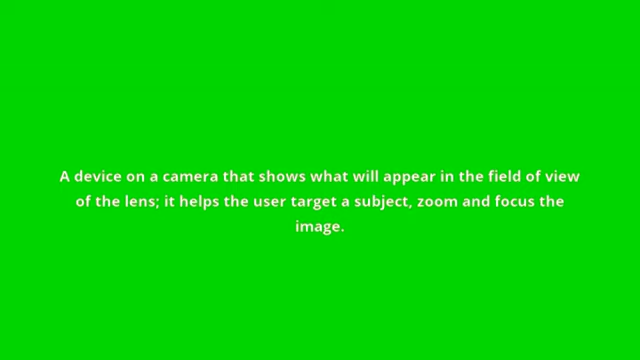 A device on a camera that shows what will appear in the field of view
of the lens; it helps the user target a subject, zoom and focus the
image.